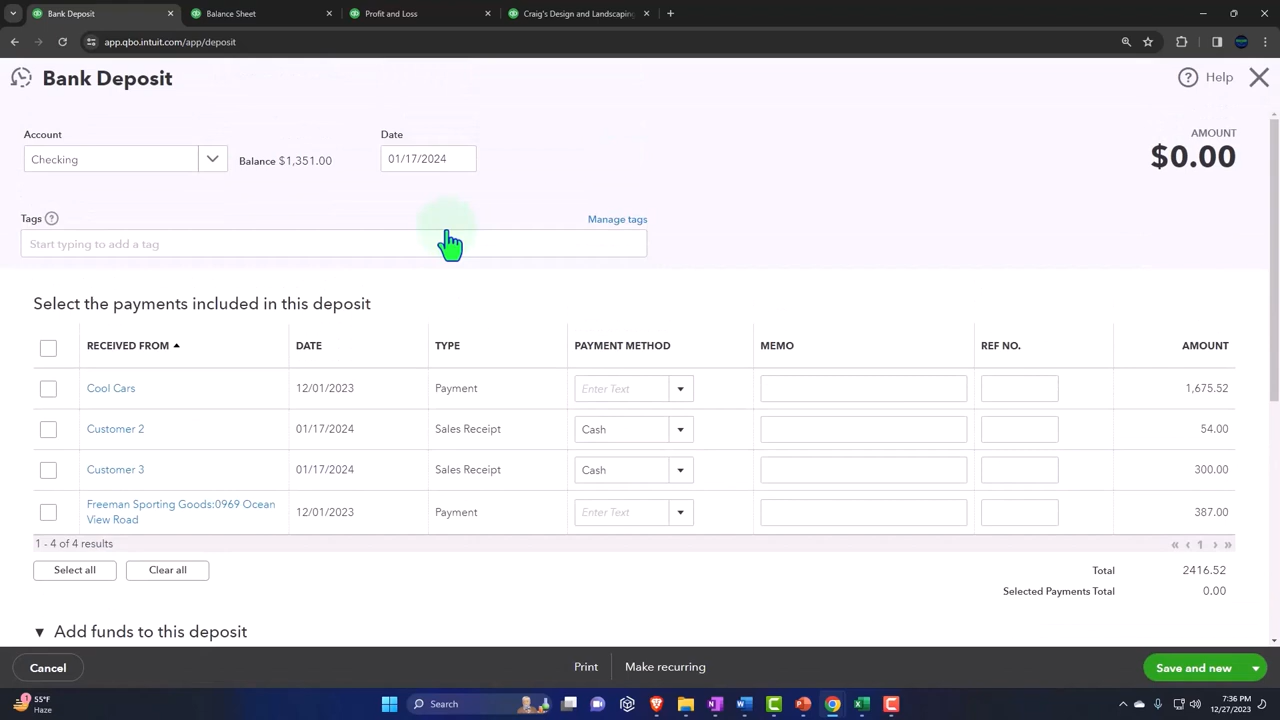 Bank Deposit
Balance Sheet
Profit and Loss
Craig's Design and Landscaping
app.qbo.intuit.com/app/deposit
Bank Deposit
Help
Account
Date
AMOUNT
Checking
Balance $1,351.00
01/17/2024
$0.00
Tags
Manage tags
Start typing to add a tag
Select the payments included in this deposit
RECEIVED FROM DATE TYPE PAYMENT METHOD MEMO REF NO. AMOUNT
Cool Cars 12/01/2023 Payment Enter Text 1,675.52
Customer 2 01/17/2024 Sales Receipt Cash 54.00
Customer 3 01/17/2024 Sales Receipt Cash 300.00
Freeman Sporting Goods:0969 Ocean
View Road 12/01/2023 Payment Enter Text 387.00
1 - 4 of 4 results
« ‹ 1 › »
Select all Clear all
Total 2416.52
Selected Payments Total 0.00
Add funds to this deposit
Cancel
Print
Make recurring
Save and new
55°F
Haze
Search
7:36 PM
12/27/2023